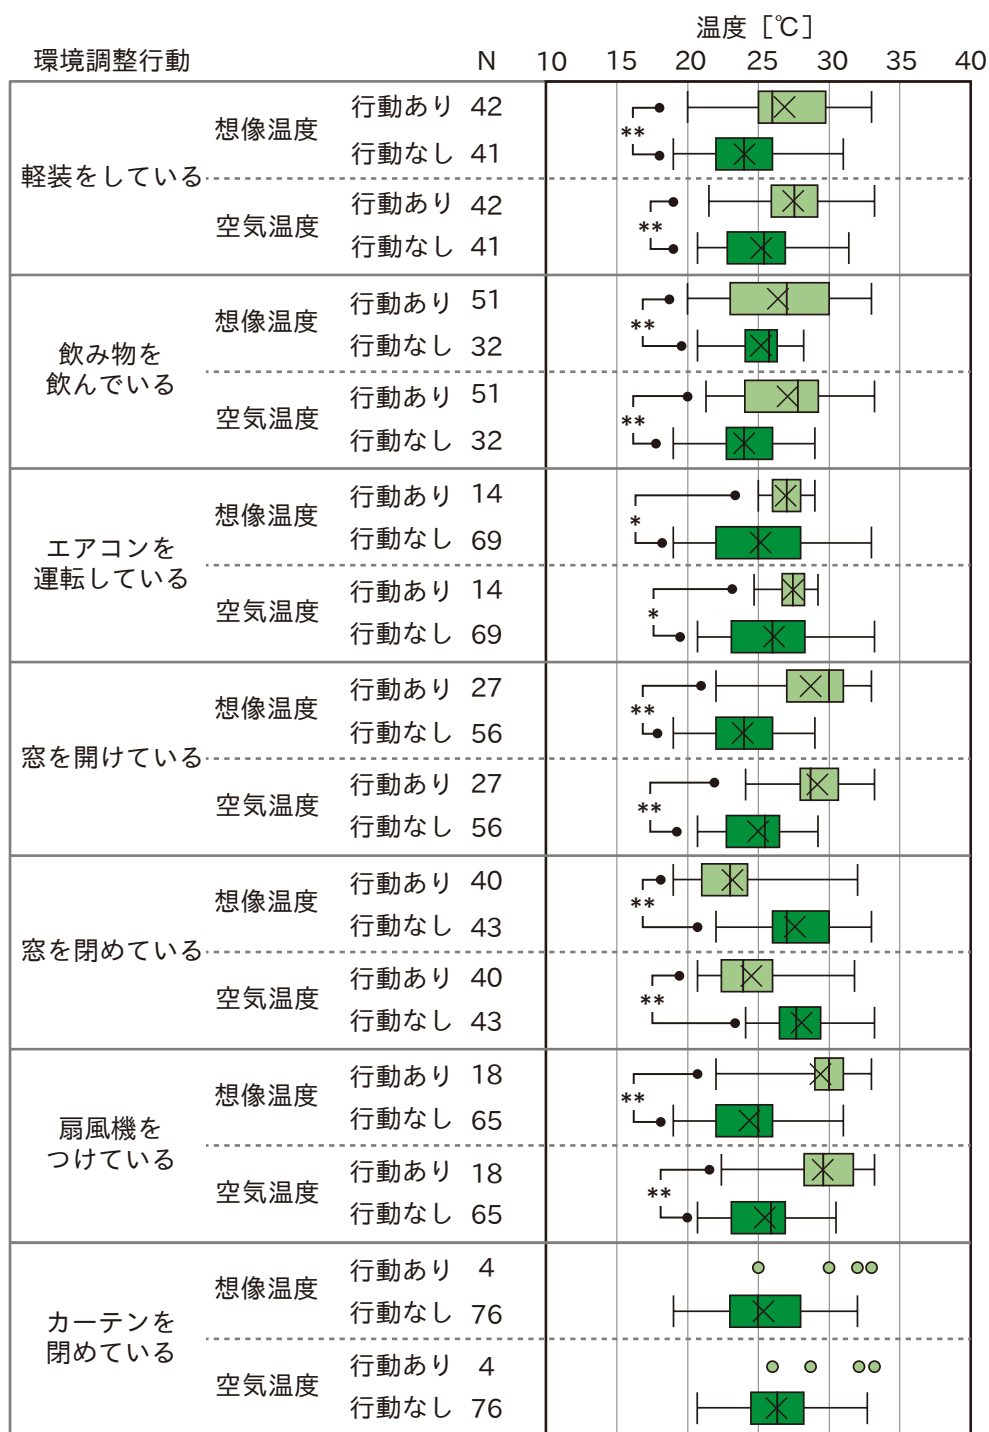 温度［℃］
環境調整行動 N 10 15 20 25 30 35 40
軽装をしている
想像温度
行動あり 42
**
行動なし 41
空気温度
行動あり 42
**
行動なし 41
飲み物を
飲んでいる
想像温度
行動あり 51
**
行動なし 32
空気温度
行動あり 51
**
行動なし 32
エアコンを
運転している
想像温度
行動あり 14
*
行動なし 69
空気温度
行動あり 14
*
行動なし 69
窓を開けている
想像温度
行動あり 27
**
行動なし 56
空気温度
行動あり 27
**
行動なし 56
窓を閉めている
想像温度
行動あり 40
**
行動なし 43
空気温度
行動あり 40
**
行動なし 43
扇風機を
つけている
想像温度
行動あり 18
**
行動なし 65
空気温度
行動あり 18
**
行動なし 65
カーテンを
閉めている
想像温度
行動あり 4
行動なし 76
空気温度
行動あり 4
行動なし 76